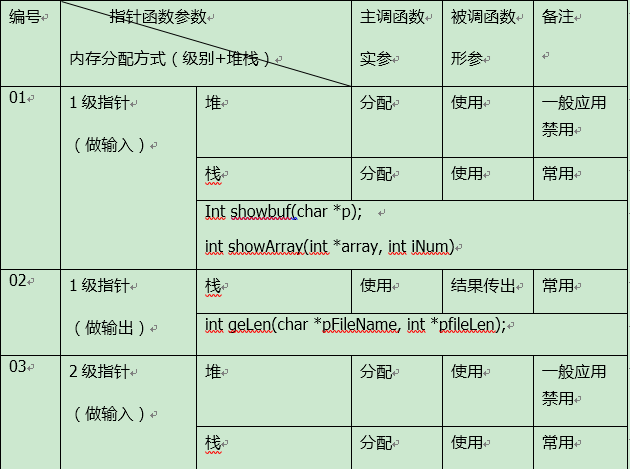 编号
指针函数参数
内存分配方式（级别+堆栈）
主调函数
实参
被调函数
形参
备注
01
1级指针
（做输入）
堆
分配
使用
一般应用
禁用
栈
分配
使用
常用
Int showbuf(char *p);
int showArray(int *array, int iNum)
02
1级指针
（做输出）
栈
使用
结果传出
常用
int geLen(char *pFileName, int *pfileLen);
03
2级指针
（做输入）
堆
分配
使用
一般应用
禁用
栈
分配
使用
常用